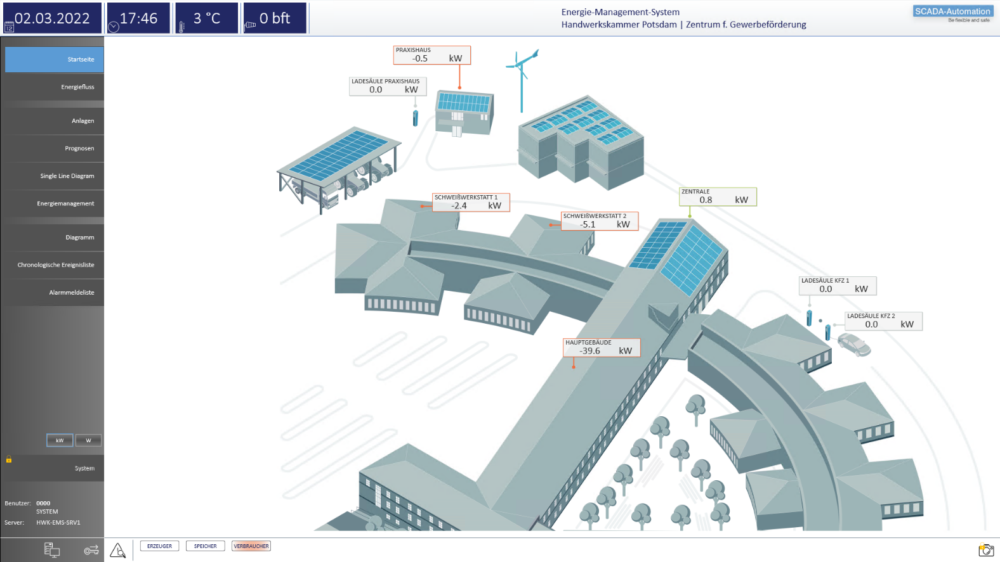 02.03.2022
17:46
3 °C
0 bft
Energie-Management-System
Handwerkskammer Potsdam | Zentrum f. Gewerbeförderung
SCADA-Automation
Be flexible and safe.
12
Startseite
Energiefluss
Anlagen
Prognosen
Single Line Diagram
Energiemanagement
Diagramm
Chronologische Ereignisliste
Alarmmeldeliste
kW
W
System
Benutzer: 0000
SYSTEM
Server: HWK-EMS-SRV1
PRAXISHAUS
-0.5 kW
LADESÄULE PRAXISHAUS
0.0 kW
ZENTRALE
0.8 kW
SCHWEIßWERKSTATT 1
-2.4 kW
SCHWEIßWERKSTATT 2
-5.1 kW
LADESÄULE KFZ 1
0.0 kW
LADESÄULE KFZ 2
0.0 kW
HAUPTGEBÄUDE
-39.6 kW
ERZEUGER
SPEICHER
VERBRAUCHER